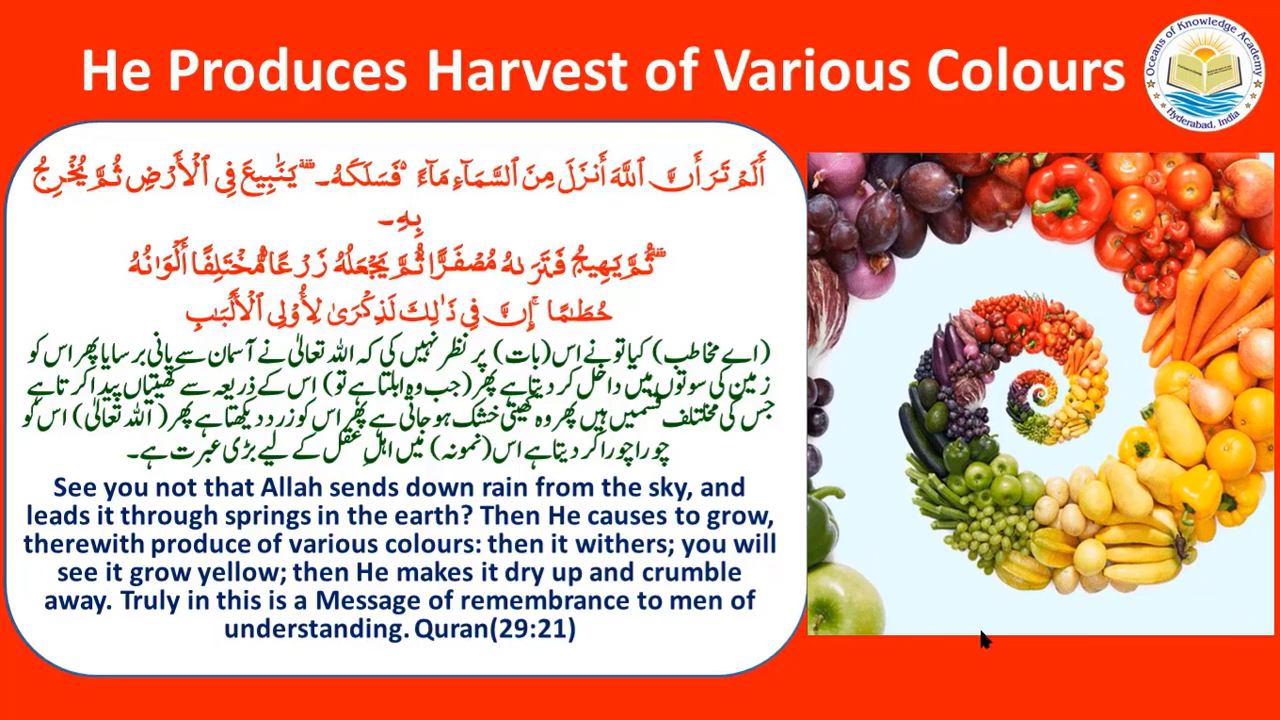 He Produces Harvest of Various Colours
Oceans of Knowledge Academy
Hyderabad, India
أَلَمْ تَرَ أَنَّ ٱللَّهَ أَنزَلَ مِنَ ٱلسَّمَآءِ مَآءً فَسَلَكَهُۥ يَنَٰبِيعَ فِى ٱلْأَرْضِ ثُمَّ يُخْرِجُ
بِهِۦ
ثُمَّ يَهِيجُ فَتَرَىٰهُ مُصْفَرًّا ثُمَّ يَجْعَلُهُۥ زَرْعًا مُّخْتَلِفًا أَلْوَٰنُهُۥ
حُطَٰمًا ۚ إِنَّ فِى ذَٰلِكَ لَذِكْرَىٰ لِأُو۟لِى ٱلْأَلْبَٰبِ
(اے مخاطب) کیا تو نے اس (بات) پر نظر نہیں کی کہ اللہ تعالیٰ نے آسمان سے پانی برسایا پھر اس کو
زمین کی سوتوں میں داخل کر دیتا ہے پھر (جب وہ ابلتا ہے تو) اس کے ذریعہ سے کھیتیاں پیدا کرتا ہے
جس کی مختلف قسمیں ہیں پھر وہ کھیتی خشک ہو جاتی ہے پھر اس کو زرد دیکھتا ہے پھر (اللہ تعالیٰ) اس کو
چورا چورا کر دیتا ہے اس (نمونہ) میں اہلِ عقل کے لیے بڑی عبرت ہے۔
See you not that Allah sends down rain from the sky, and
leads it through springs in the earth? Then He causes to grow,
therewith produce of various colours: then it withers; you will
see it grow yellow; then He makes it dry up and crumble
away. Truly in this is a Message of remembrance to men of
understanding. Quran(29:21)